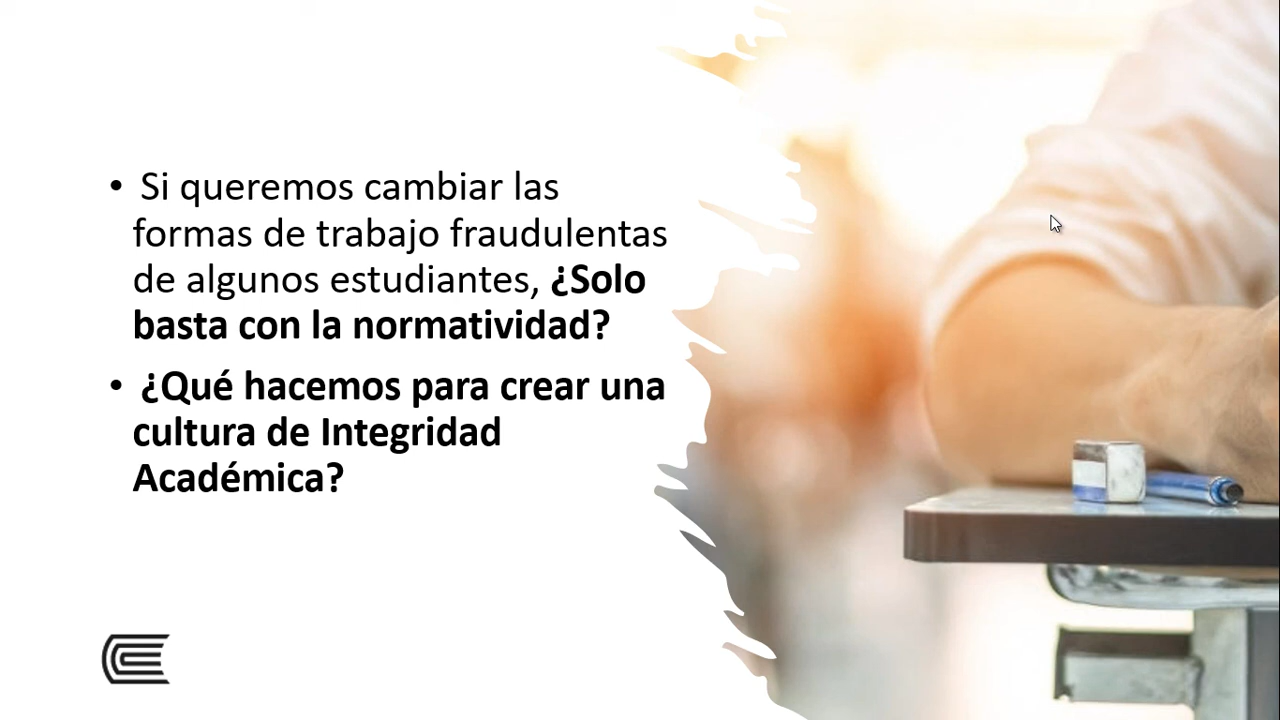 • Si queremos cambiar las
formas de trabajo fraudulentas
de algunos estudiantes, ¿Solo
basta con la normatividad?
• ¿Qué hacemos para crear una
cultura de Integridad
Académica?